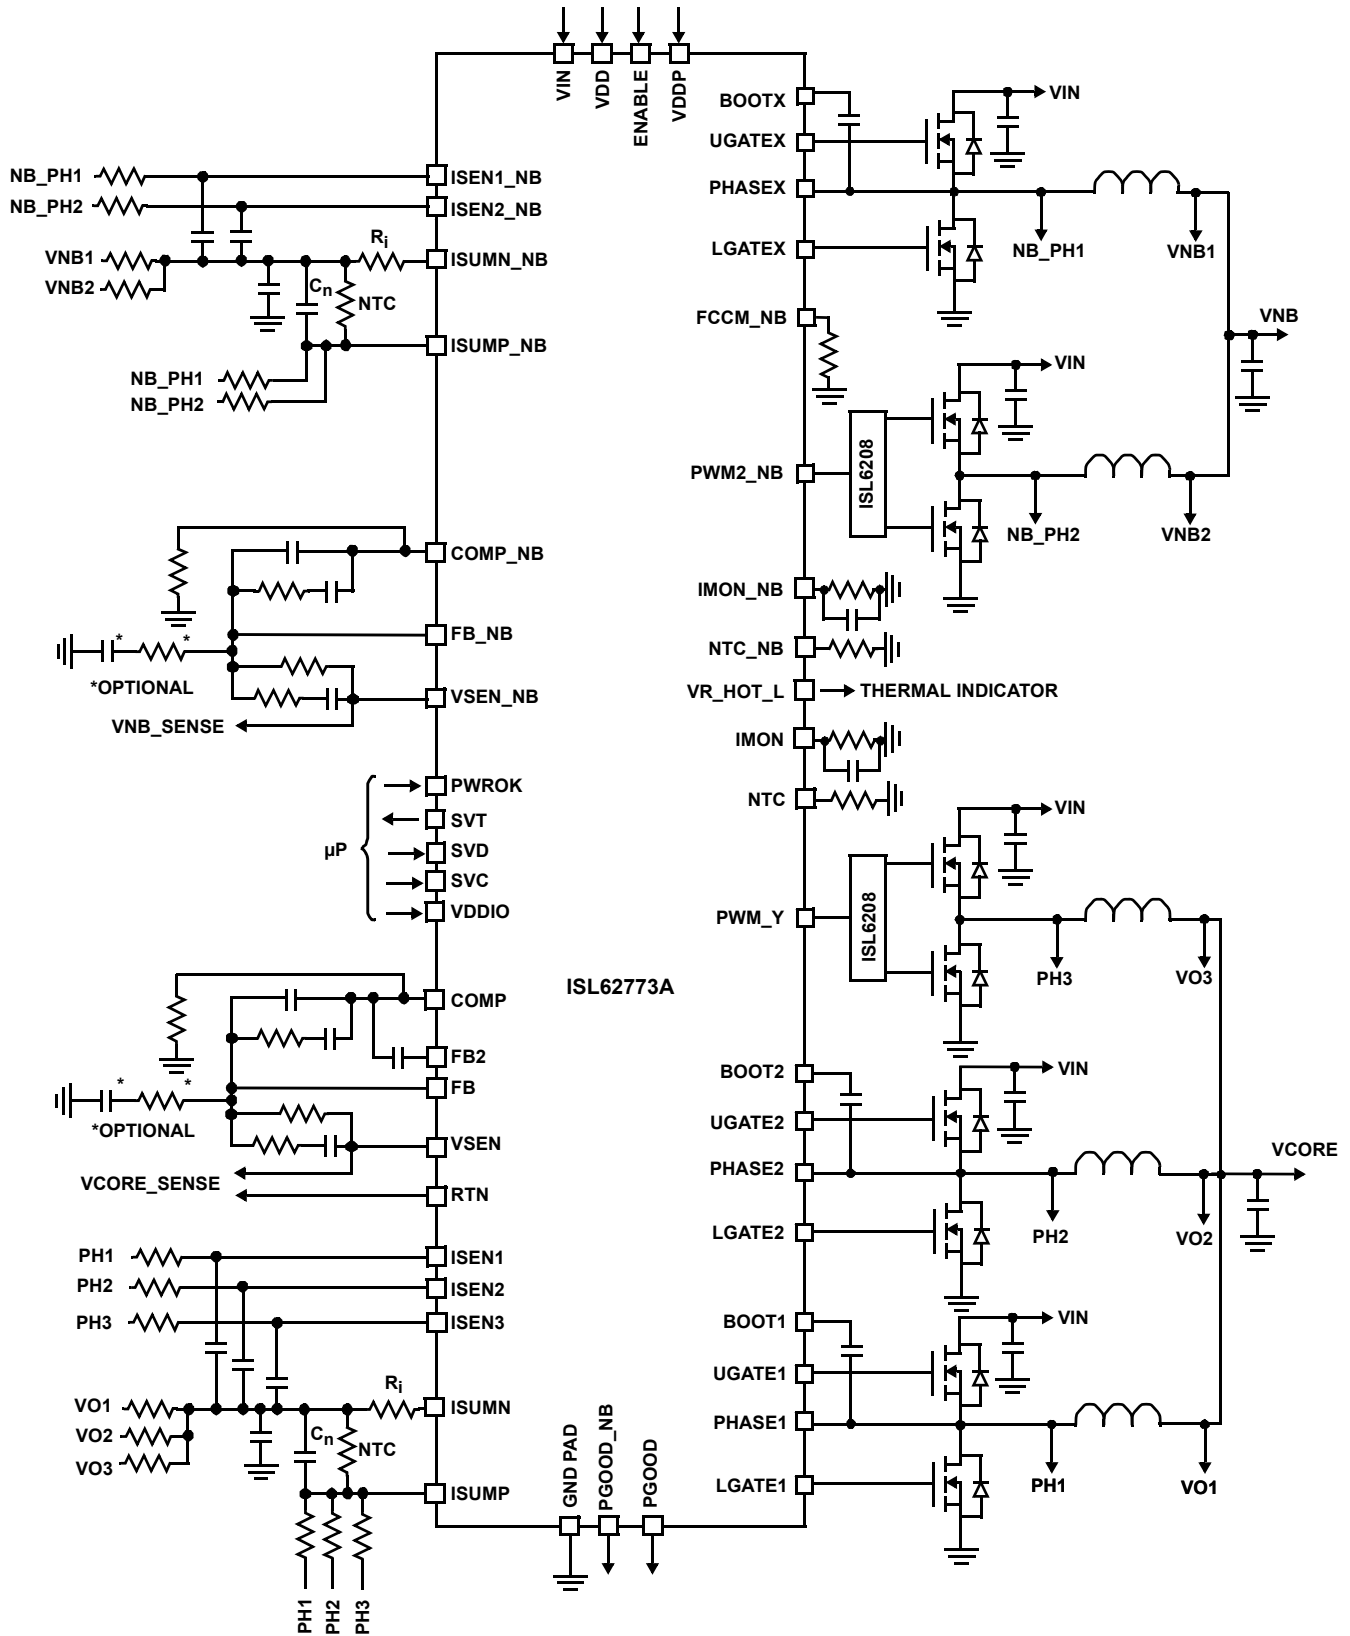 VIN
VDD
ENABLE
VDDP
BOOTX
UGATEX
PHASEX
LGATEX
FCCM_NB
PWM2_NB
IMON_NB
NTC_NB
VR_HOT_L
THERMAL INDICATOR
IMON
NTC
PWM_Y
BOOT2
UGATE2
PHASE2
LGATE2
BOOT1
UGATE1
PHASE1
LGATE1
VIN
NB_PH1
VNB1
VNB
VIN
ISL6208
NB_PH2
VNB2
VIN
ISL6208
PH3
VO3
VIN
PH2
VO2
VCORE
VIN
PH1
VO1
NB_PH1
NB_PH2
VNB1
VNB2
Ri
Cn
NTC
NB_PH1
NB_PH2
ISEN1_NB
ISEN2_NB
ISUMN_NB
ISUMP_NB
COMP_NB
FB_NB
* *
*OPTIONAL
VSEN_NB
VNB_SENSE
µP
PWROK
SVT
SVD
SVC
VDDIO
ISL62773A
COMP
FB2
FB
* *
*OPTIONAL
VSEN
VCORE_SENSE
RTN
PH1
PH2
PH3
ISEN1
ISEN2
ISEN3
VO1
VO2
VO3
Ri
Cn
NTC
ISUMN
ISUMP
PH1
PH2
PH3
GND PAD
PGOOD_NB
PGOOD